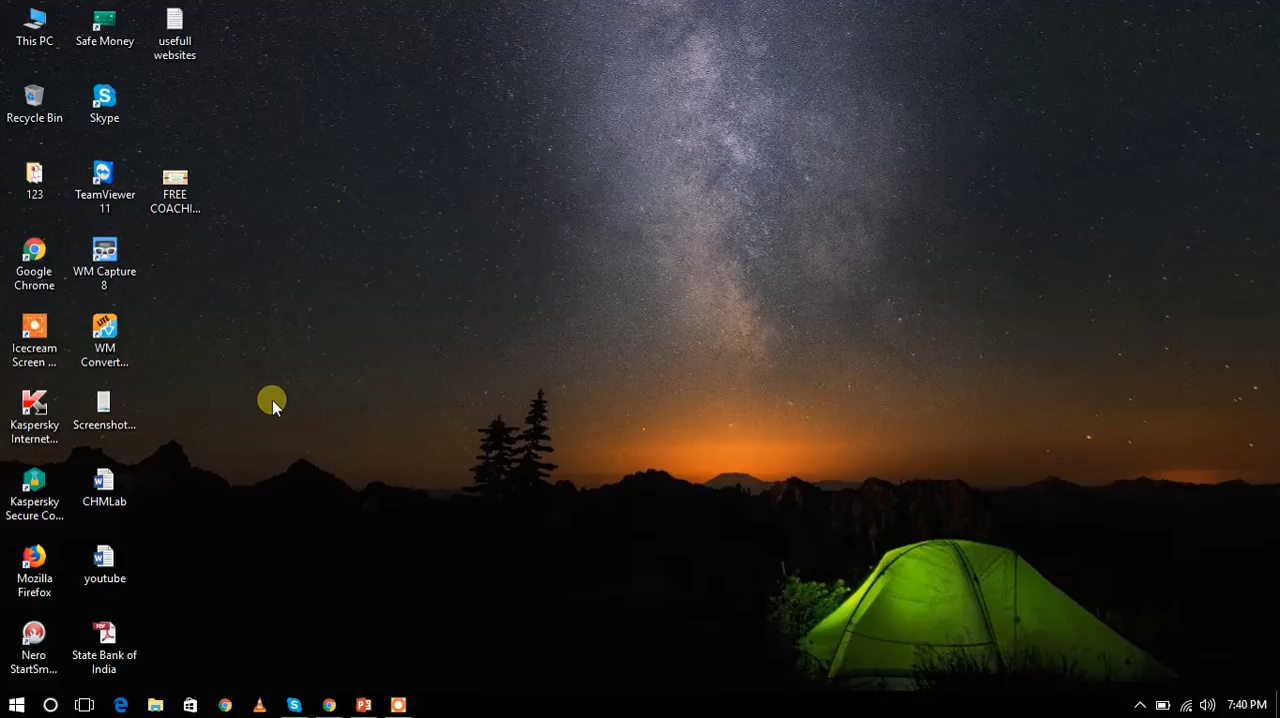 This PC
Safe Money
usefull
websites
Recycle Bin
Skype
123
TeamViewer
11
FREE
COACHI...
Google
Chrome
WM Capture
8
Icecream
Screen ...
WM
Convert...
Kaspersky
Internet...
Screenshot...
Kaspersky
Secure Co...
CHMLab
Mozilla
Firefox
youtube
Nero
StartSm...
State Bank of
India
7:40 PM